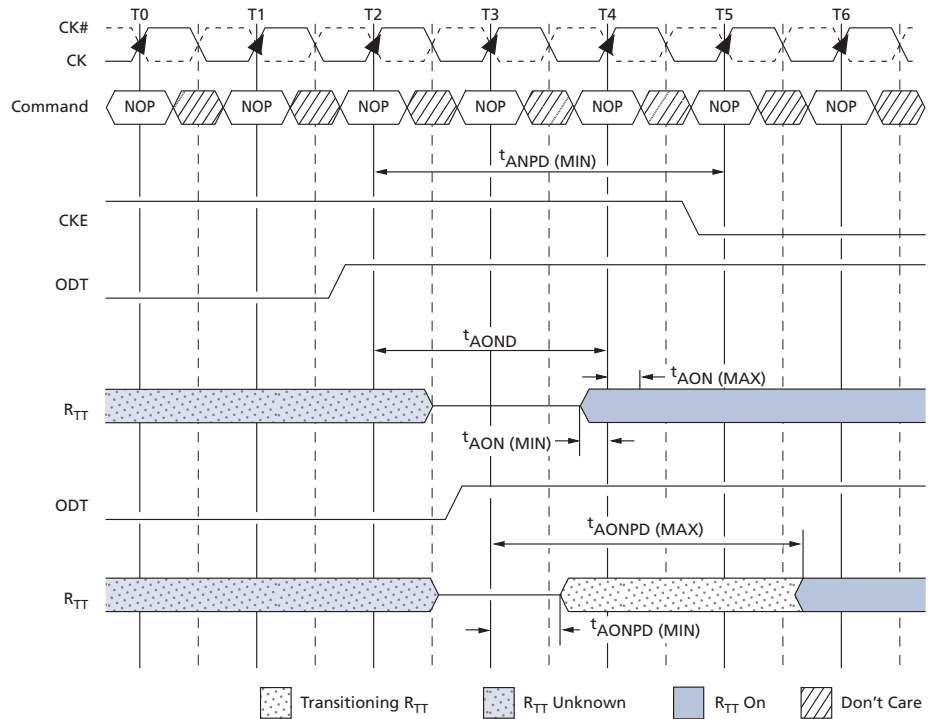 T0 T1 T2 T3 T4 T5 T6
CK#
CK
Command NOP NOP NOP NOP NOP NOP NOP
tANPD (MIN)
CKE
ODT
tAOND
tAON (MAX)
RTT
tAON (MIN)
ODT
tAONPD (MAX)
RTT
tAONPD (MIN)
Transitioning RTT RTT Unknown RTT On Don't Care